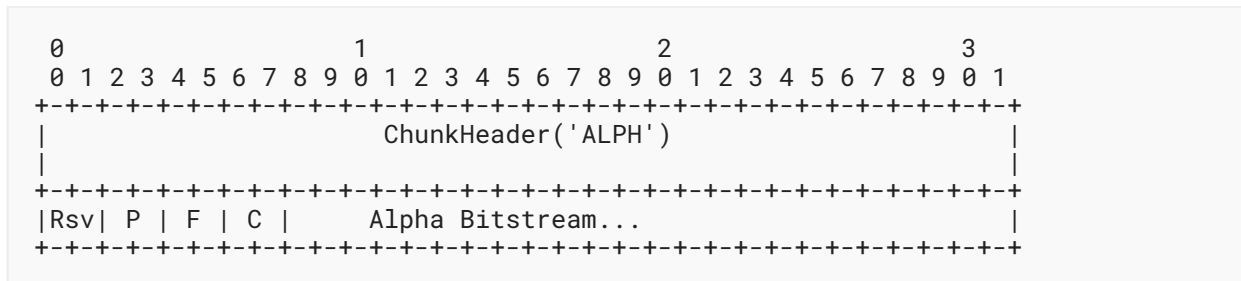 0                   1                   2                   3
 0 1 2 3 4 5 6 7 8 9 0 1 2 3 4 5 6 7 8 9 0 1 2 3 4 5 6 7 8 9 0 1
+-+-+-+-+-+-+-+-+-+-+-+-+-+-+-+-+-+-+-+-+-+-+-+-+-+-+-+-+-+-+-+-+
|                      ChunkHeader('ALPH')                      |
|                                                               |
+-+-+-+-+-+-+-+-+-+-+-+-+-+-+-+-+-+-+-+-+-+-+-+-+-+-+-+-+-+-+-+-+
|Rsv| P | F | C |     Alpha Bitstream...                        |
+-+-+-+-+-+-+-+-+-+-+-+-+-+-+-+-+-+-+-+-+-+-+-+-+-+-+-+-+-+-+-+-+